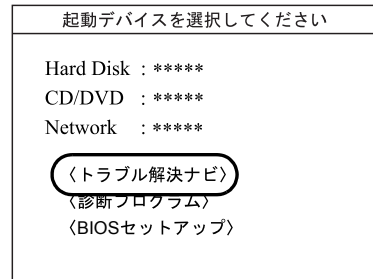 起動デバイスを選択してください
Hard Disk : *****
CD/DVD : *****
Network : *****
〈トラブル解決ナビ〉
〈診断プログラム〉
〈BIOSセットアップ〉